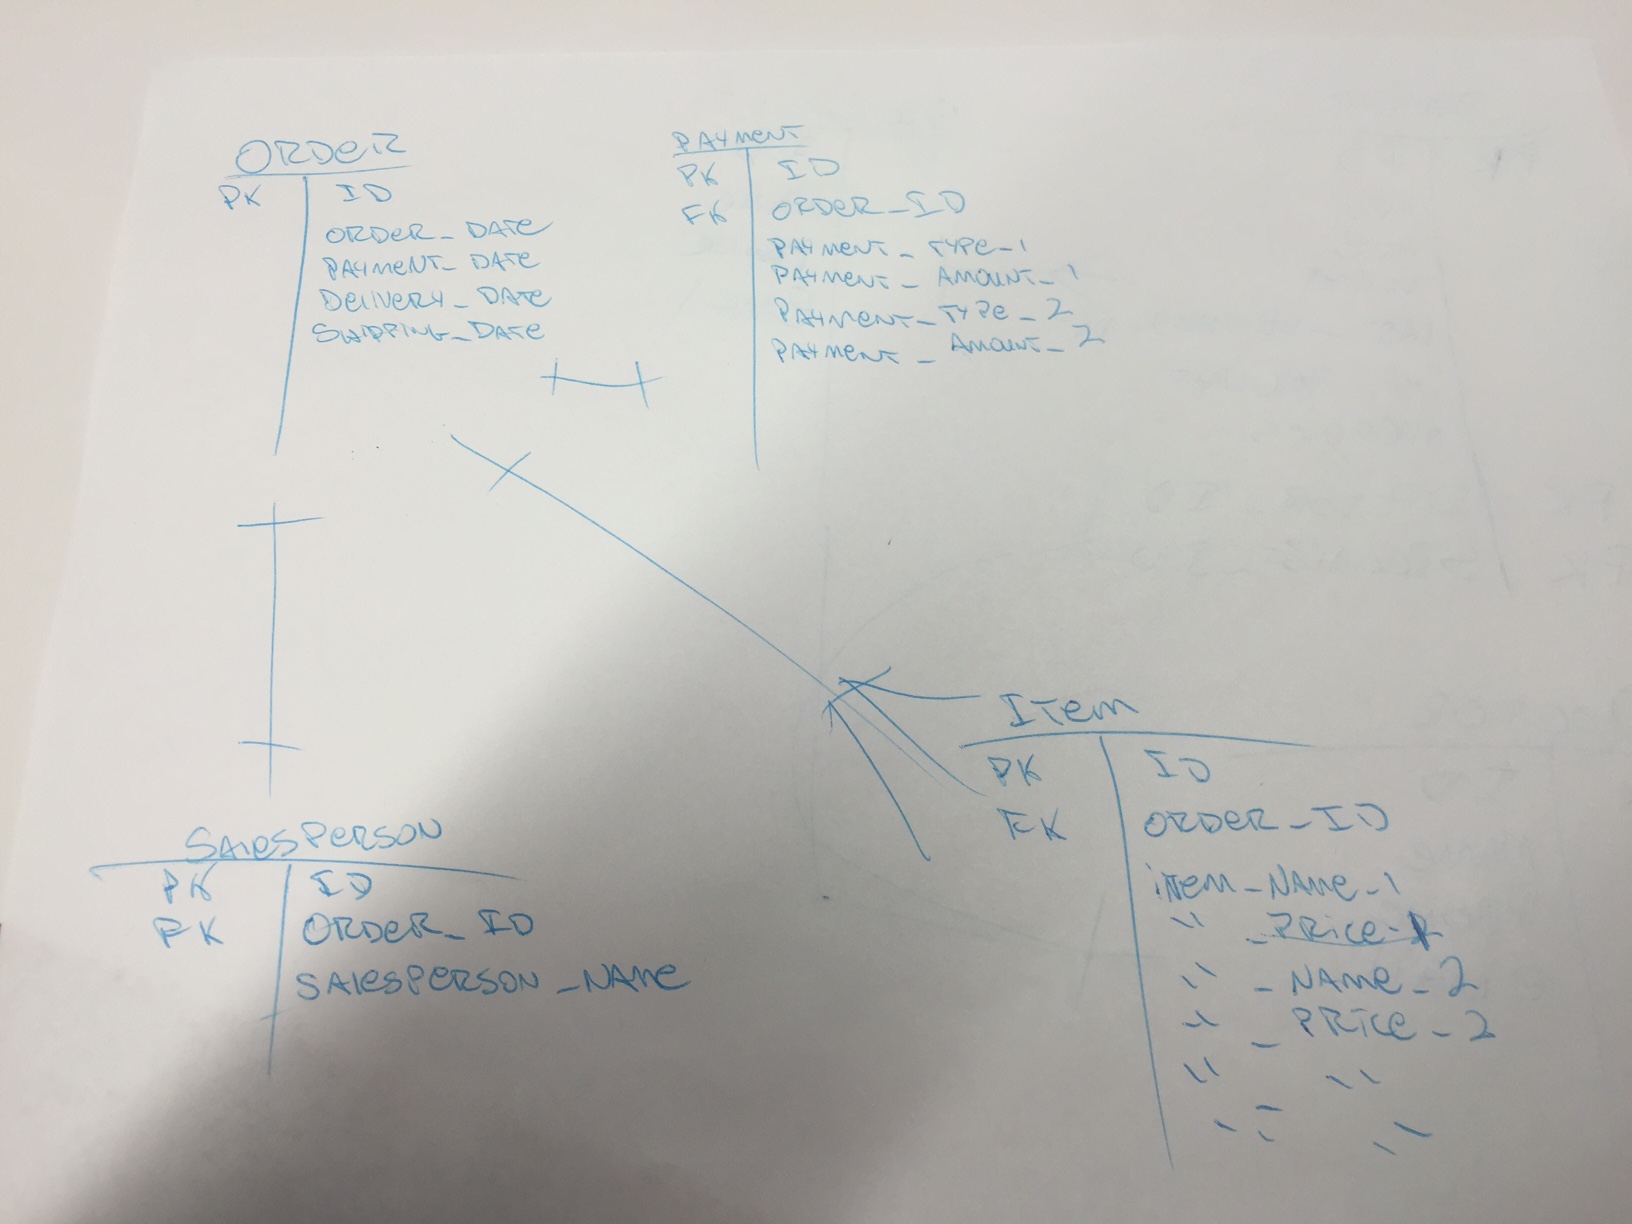 ORDER
PK ID
ORDER_DATE
PAYMENT_DATE
DELIVERY_DATE
SHIPPING_DATE
PAYMENT
PK ID
FK ORDER_ID
PAYMENT_TYPE_1
PAYMENT_AMOUNT_1
PAYMENT_TYPE_2
PAYMENT_AMOUNT_2
SALESPERSON
PK ID
FK ORDER_ID
SALESPERSON_NAME
ITEM
PK ID
FK ORDER_ID
ITEM_NAME_1
" _PRICE_1
" _NAME_2
" _PRICE_2
" "
" "